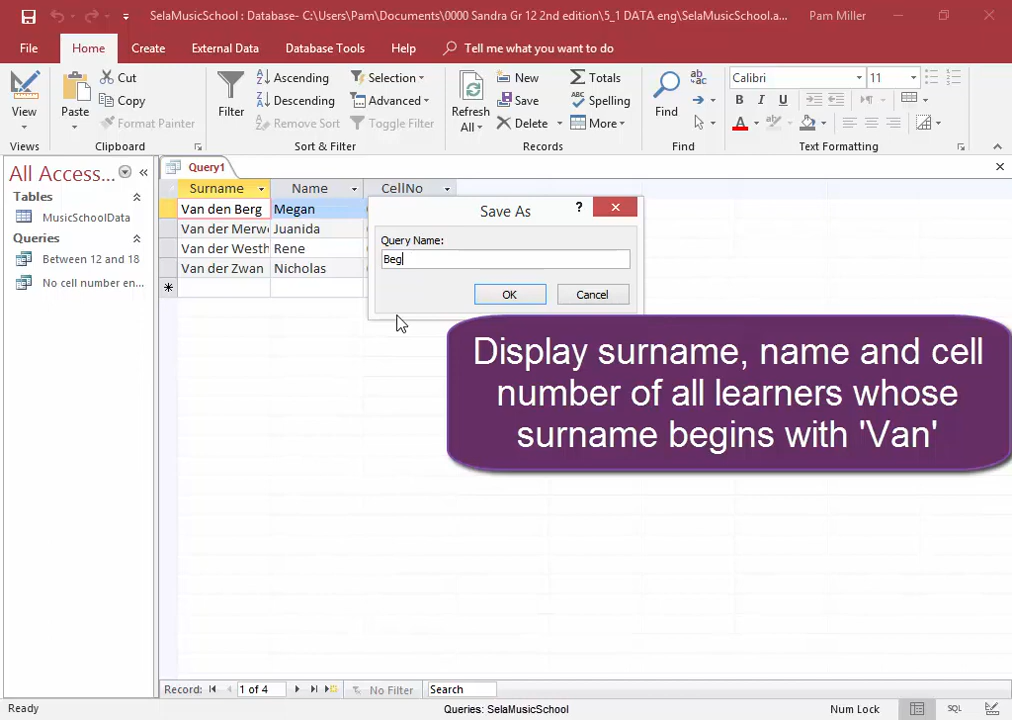 SelaMusicSchool : Database- C:\Users\Pam\Documents\0000 Sandra Gr 12 2nd edition\5_1 DATA eng\SelaMusicSchool.a...
Pam Miller
File
Home
Create
External Data
Database Tools
Help
Tell me what you want to do
View
Views
Paste
Cut
Copy
Format Painter
Clipboard
Filter
Ascending
Descending
Remove Sort
Selection
Advanced
Toggle Filter
Sort & Filter
Refresh
All
New
Save
Delete
Totals
Spelling
More
Records
Find
Find
Calibri
11
B I U
Text Formatting
All Access...
Tables
MusicSchoolData
Queries
Between 12 and 18
No cell number en...
Query1
Surname Name CellNo
Van den Berg Megan
Van der Merw Juanida
Van der Westh Rene
Van der Zwan Nicholas
Save As
?
Query Name:
Beg
OK
Cancel
Display surname, name and cell
number of all learners whose
surname begins with 'Van'
Record:
1 of 4
No Filter
Search
Ready
Queries: SelaMusicSchool
Num Lock
SQL